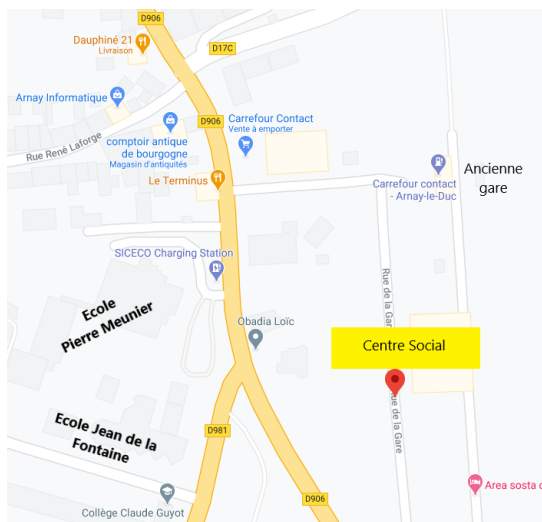 D906
Dauphiné 21
Livraison
D17C
Arnay Informatique
Carrefour Contact
Vente à emporter
D906
comptoir antique
de bourgogne
Magasin d'antiquités
Rue René Laforge
Ancienne
gare
Le Terminus
Carrefour contact
- Arnay-le-Duc
SICECO Charging Station
Rue de la Gare
Ecole
Pierre Meunier
Obadia Loïc
Centre Social
Rue de la Gare
Ecole Jean de la
Fontaine
D981
Area sosta c
D906
Collège Claude Guyot